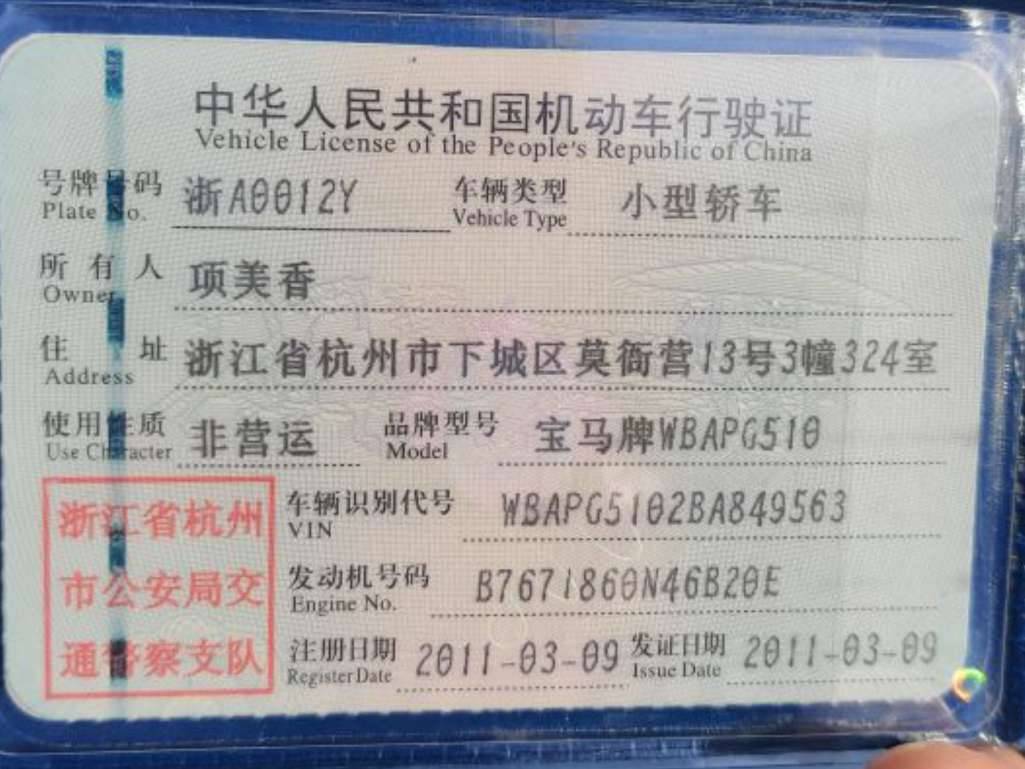 中华人民共和国机动车行驶证
Vehicle License of the People's Republic of China
号牌号码 浙A0012Y 车辆类型 小型轿车
Plate No. Vehicle Type
所有人 项美香
Owner
住址 浙江省杭州市下城区莫衙营13号3幢324室
Address
使用性质 非营运 品牌型号 宝马牌WBAPG510
Use Character Model
浙江省杭州
市公安局交
通警察支队
车辆识别代号 WBAPG5102BA849563
VIN
发动机号码 B7671860N46B20E
Engine No.
注册日期 2011-03-09 发证日期 2011-03-09
Register Date Issue Date